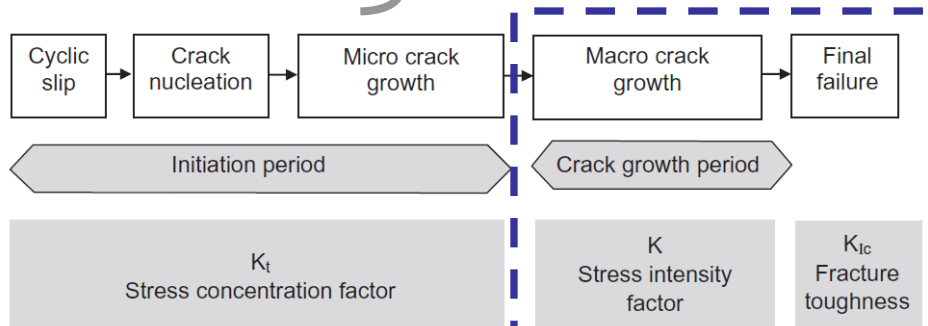 Cyclic
slip
Crack
nucleation
Micro crack
growth
Macro crack
growth
Final
failure
Initiation period
Crack growth period
Kt
Stress concentration factor
K
Stress intensity
factor
KIc
Fracture
toughness